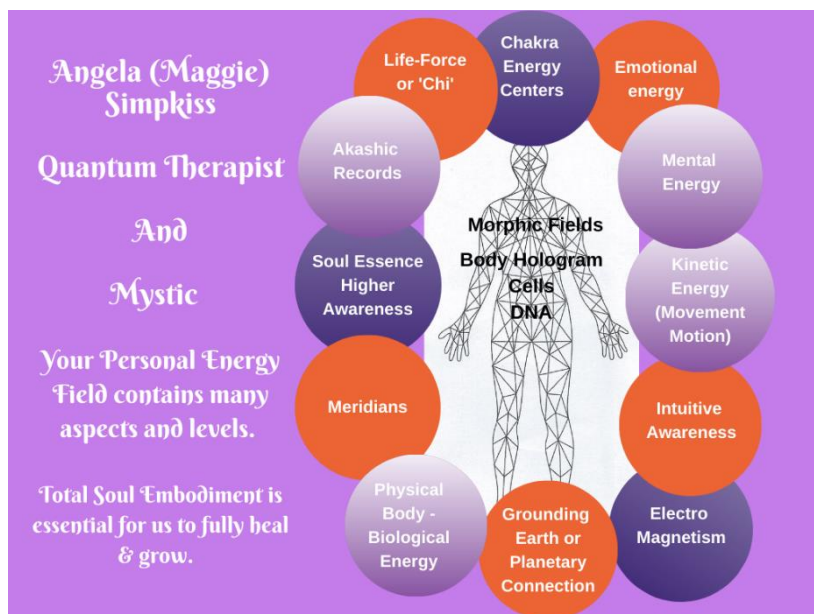 Angela (Maggie)
Simpkiss
Quantum Therapist
And
Mystic
Your Personal Energy
Field contains many
aspects and levels.
Total Soul Embodiment is
essential for us to fully heal
& grow.
Chakra
Energy
Centers
Emotional
energy
Mental
Energy
Kinetic
Energy
(Movement
Motion)
Intuitive
Awareness
Electro
Magnetism
Grounding
Earth or
Planetary
Connection
Physical
Body -
Biological
Energy
Meridians
Soul Essence
Higher
Awareness
Akashic
Records
Life-Force
or 'Chi'
Morphic Fields
Body Hologram
Cells
DNA